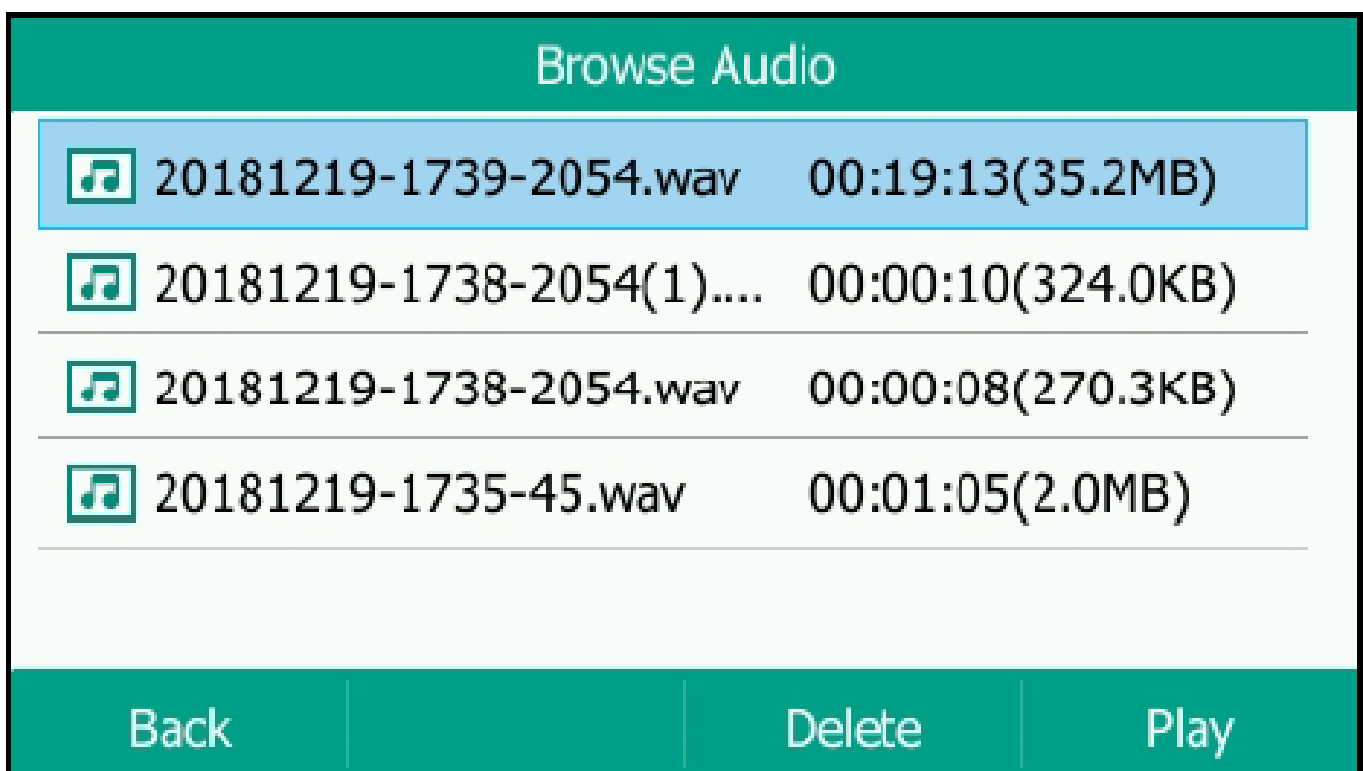 Browse Audio
20181219-1739-2054.wav 00:19:13(35.2MB)
20181219-1738-2054(1).... 00:00:10(324.0KB)
20181219-1738-2054.wav 00:00:08(270.3KB)
20181219-1735-45.wav 00:01:05(2.0MB)
Back Delete Play